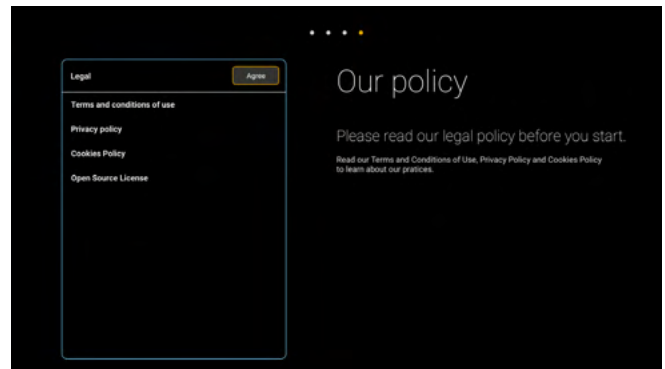 Legal
Agree
Terms and conditions of use
Privacy policy
Cookies Policy
Open Source License
Our policy
Please read our legal policy before you start.
Read our Terms and Conditions of Use, Privacy Policy and Cookies Policy
to learn about our pratices.